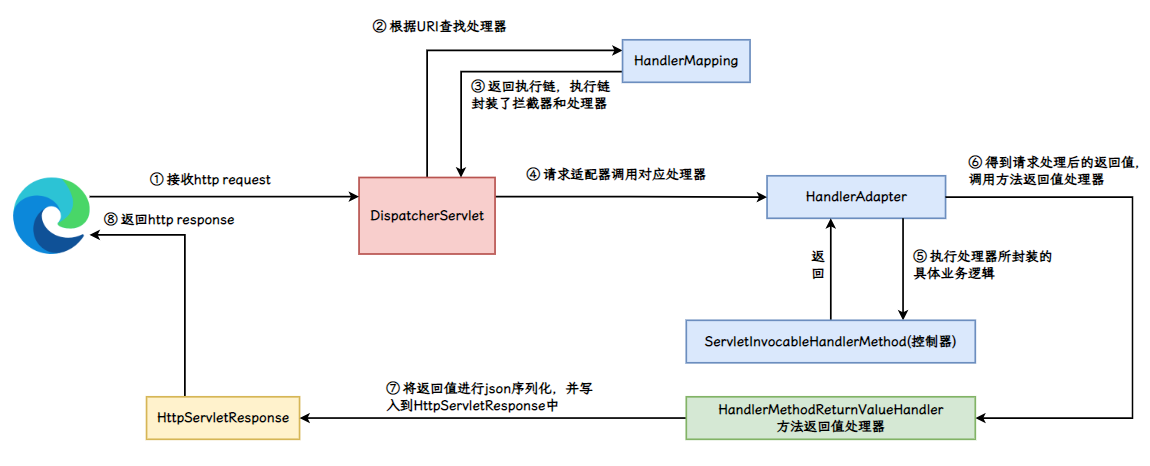 ② 根据URI查找处理器
HandlerMapping
③ 返回执行链，执行链
封装了拦截器和处理器
① 接收http request
④ 请求适配器调用对应处理器
⑥ 得到请求处理后的返回值，
调用方法返回值处理器
DispatcherServlet
HandlerAdapter
⑧ 返回http response
返
回
⑤ 执行处理器所封装的
具体业务逻辑
ServletInvocableHandlerMethod(控制器)
⑦ 将返回值进行json序列化，并写
入到HttpServletResponse中
HttpServletResponse
HandlerMethodReturnValueHandler
方法返回值处理器